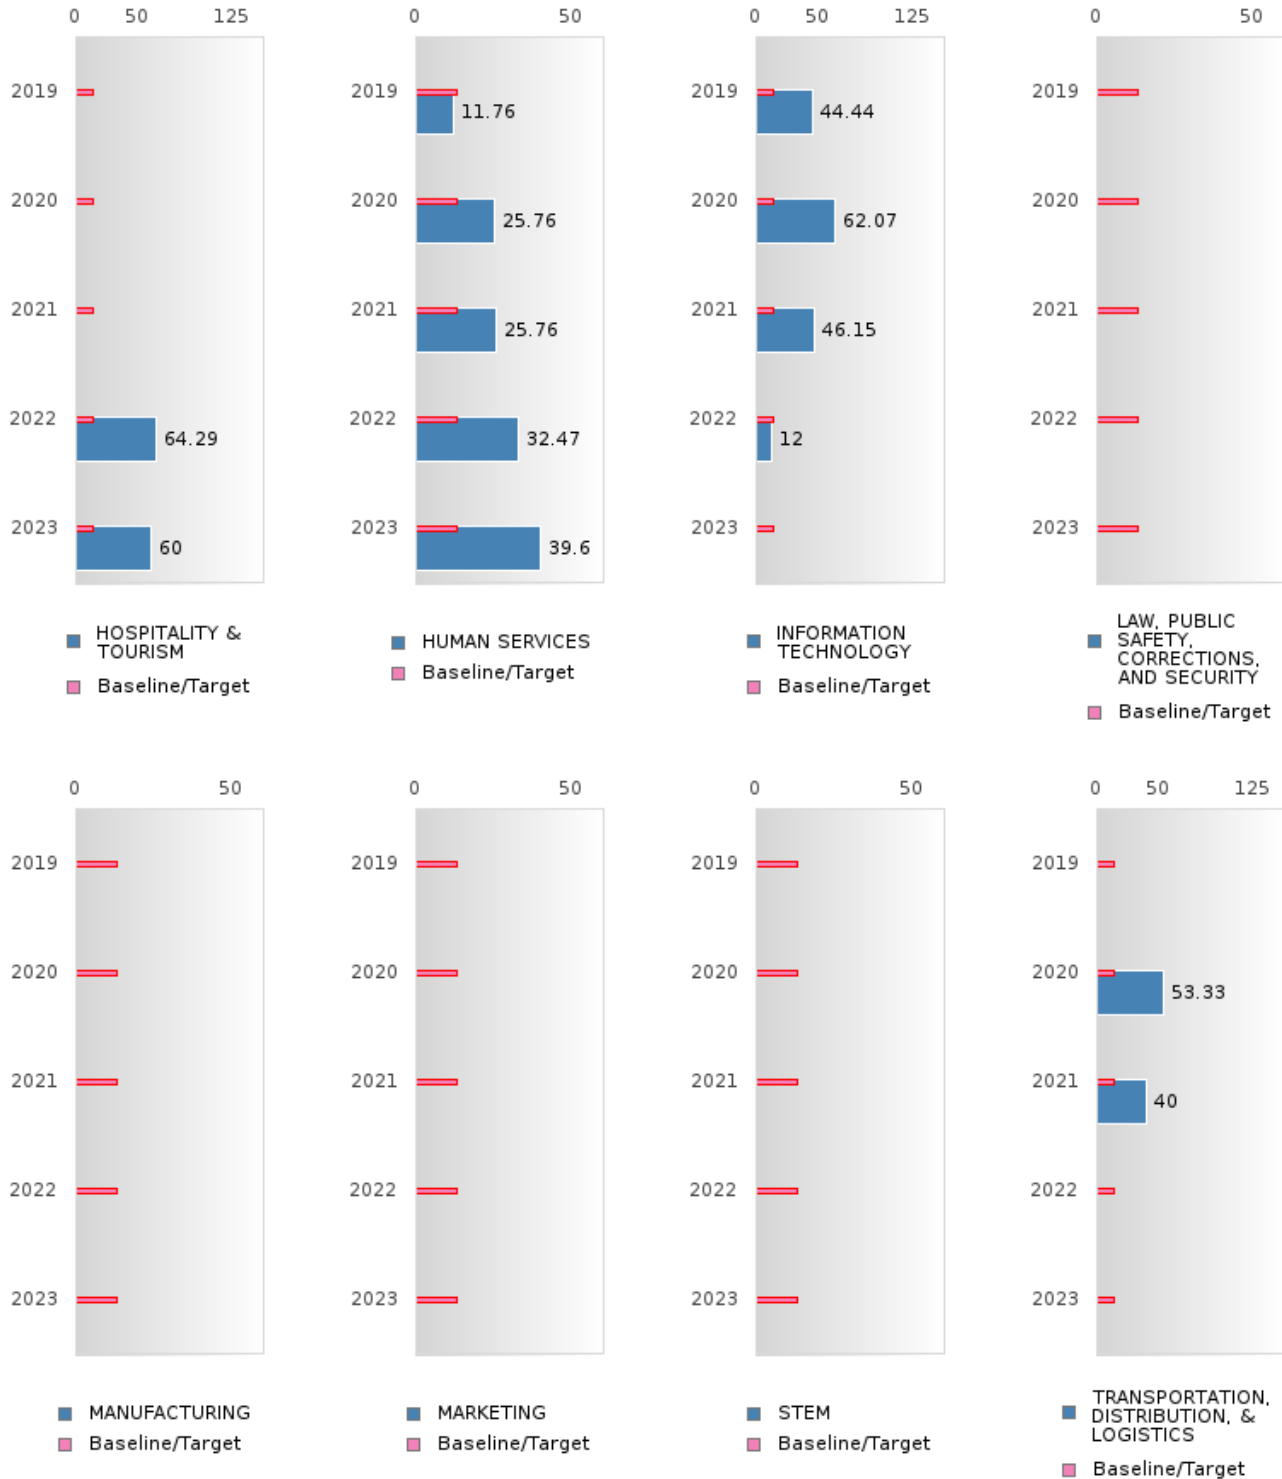 0 50 125
2019
2020
2021
2022
64.29
2023
60
HOSPITALITY &
TOURISM
Baseline/Target
0 50
2019
11.76
2020
25.76
2021
25.76
2022
32.47
2023
39.6
HUMAN SERVICES
Baseline/Target
0 50 125
2019
44.44
2020
62.07
2021
46.15
2022
12
2023
INFORMATION
TECHNOLOGY
Baseline/Target
0 50
2019
2020
2021
2022
2023
LAW, PUBLIC
SAFETY,
CORRECTIONS,
AND SECURITY
Baseline/Target
0 50
2019
2020
2021
2022
2023
MANUFACTURING
Baseline/Target
0 50
2019
2020
2021
2022
2023
MARKETING
Baseline/Target
0 50
2019
2020
2021
2022
2023
STEM
Baseline/Target
0 50 125
2019
2020
53.33
2021
40
2022
2023
TRANSPORTATION,
DISTRIBUTION, &
LOGISTICS
Baseline/Target